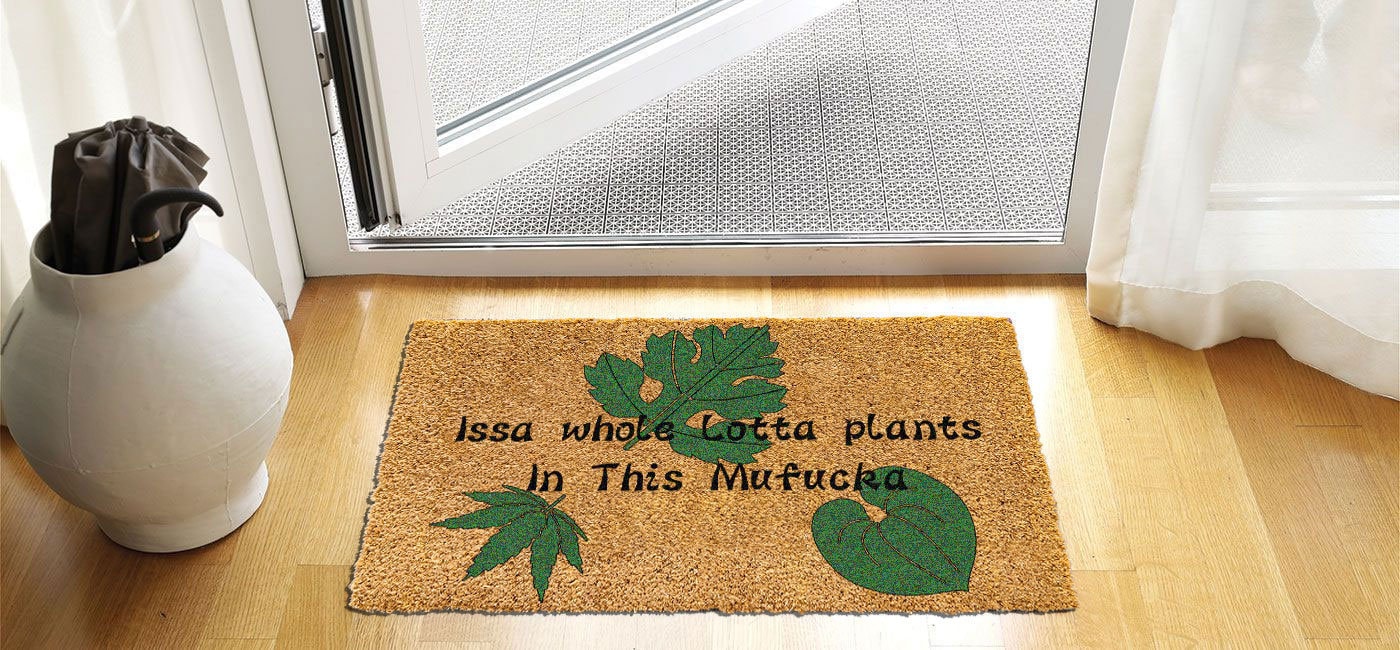 Issa whole Lotta plants
In This Mufucka